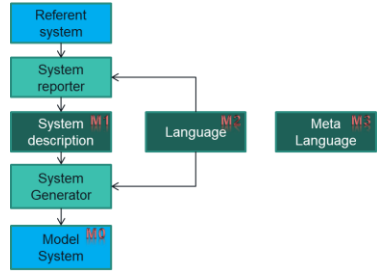 Referent
system
System
reporter
System M1
description
Language M2
Meta M3
Language
System
Generator
Model M0
System